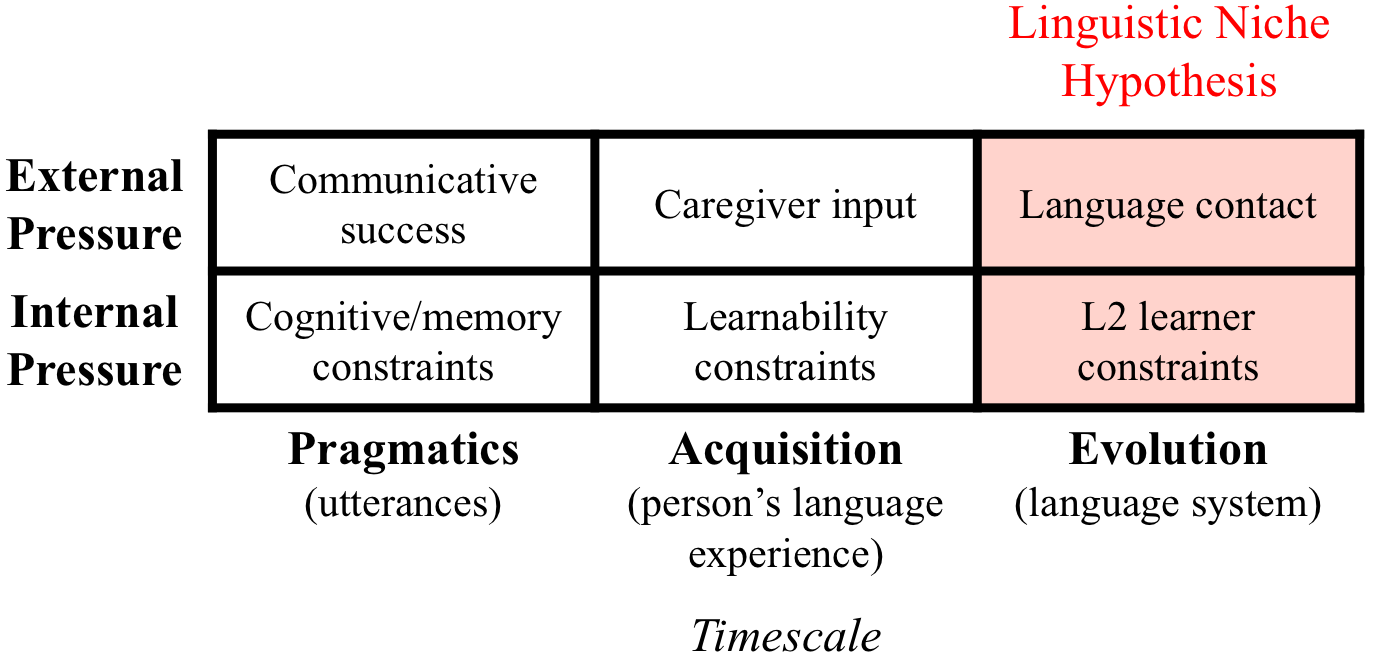 Linguistic Niche
Hypothesis
External
Pressure
Communicative
success
Caregiver input
Language contact
Internal
Pressure
Cognitive/memory
constraints
Learnability
constraints
L2 learner
constraints
Pragmatics
(utterances)
Acquisition
(person’s language
experience)
Evolution
(language system)
Timescale